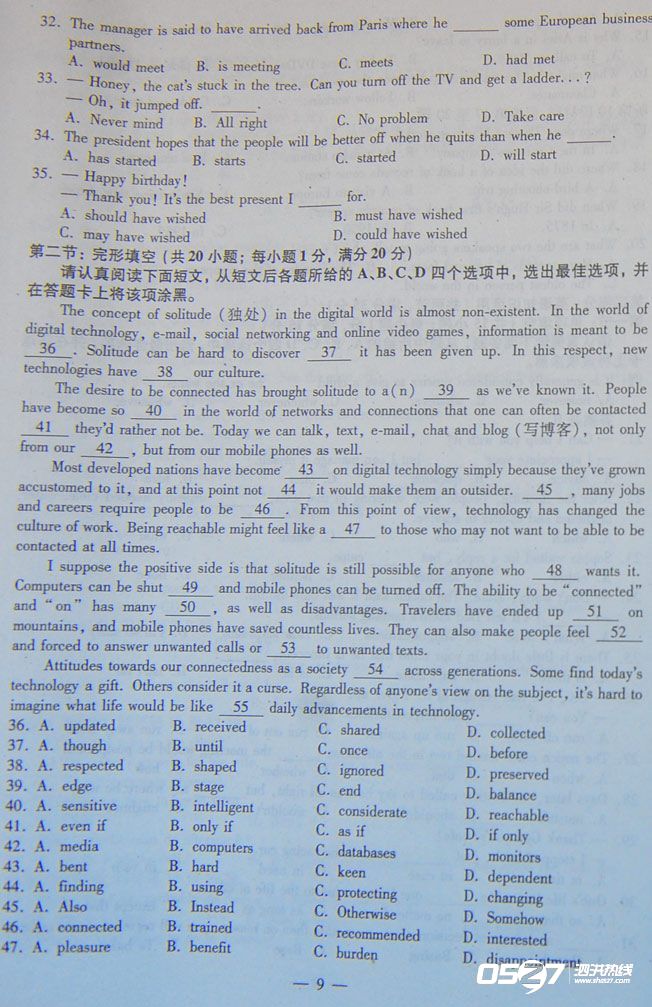 32. The manager is said to have arrived back from Paris where he ______ some European business
partners.
A. would meet B. is meeting C. meets D. had met
33. — Honey, the cat's stuck in the tree. Can you turn off the TV and get a ladder...?
— Oh, it jumped off. ______.
A. Never mind B. All right C. No problem D. Take care
34. The president hopes that the people will be better off when he quits than when he ______.
A. has started B. starts C. started D. will start
35. — Happy birthday!
— Thank you! It's the best present I ______ for.
A. should have wished B. must have wished
C. may have wished D. could have wished
第二节：完形填空（共20小题；每小题1分，满分20分）
请认真阅读下面短文，从短文后各题所给的A、B、C、D四个选项中，选出最佳选项，并
在答题卡上将该项涂黑。
The concept of solitude（独处）in the digital world is almost non-existent. In the world of
digital technology, e-mail, social networking and online video games, information is meant to be
36 . Solitude can be hard to discover 37 it has been given up. In this respect, new
technologies have 38 our culture.
The desire to be connected has brought solitude to a(n) 39 as we've known it. People
have become so 40 in the world of networks and connections that one can often be contacted
41 they'd rather not be. Today we can talk, text, e-mail, chat and blog（写博客）, not only
from our 42 , but from our mobile phones as well.
Most developed nations have become 43 on digital technology simply because they've grown
accustomed to it, and at this point not 44 it would make them an outsider. 45 , many jobs
and careers require people to be 46 . From this point of view, technology has changed the
culture of work. Being reachable might feel like a 47 to those who may not want to be able to be
contacted at all times.
I suppose the positive side is that solitude is still possible for anyone who 48 wants it.
Computers can be shut 49 and mobile phones can be turned off. The ability to be "connected"
and "on" has many 50 , as well as disadvantages. Travelers have ended up 51 on
mountains, and mobile phones have saved countless lives. They can also make people feel 52
and forced to answer unwanted calls or 53 to unwanted texts.
Attitudes towards our connectedness as a society 54 across generations. Some find today's
technology a gift. Others consider it a curse. Regardless of anyone's view on the subject, it's hard to
imagine what life would be like 55 daily advancements in technology.
36. A. updated B. received C. shared D. collected
37. A. though B. until C. once D. before
38. A. respected B. shaped C. ignored D. preserved
39. A. edge B. stage C. end D. balance
40. A. sensitive B. intelligent C. considerate D. reachable
41. A. even if B. only if C. as if D. if only
42. A. media B. computers C. databases D. monitors
43. A. bent B. hard C. keen D. dependent
44. A. finding B. using C. protecting D. changing
45. A. Also B. Instead C. Otherwise D. Somehow
46. A. connected B. trained C. recommended D. interested
47. A. pleasure B. benefit C. burden D. disappointment
— 9 —
0527 泗洪热线
www.sh527.com